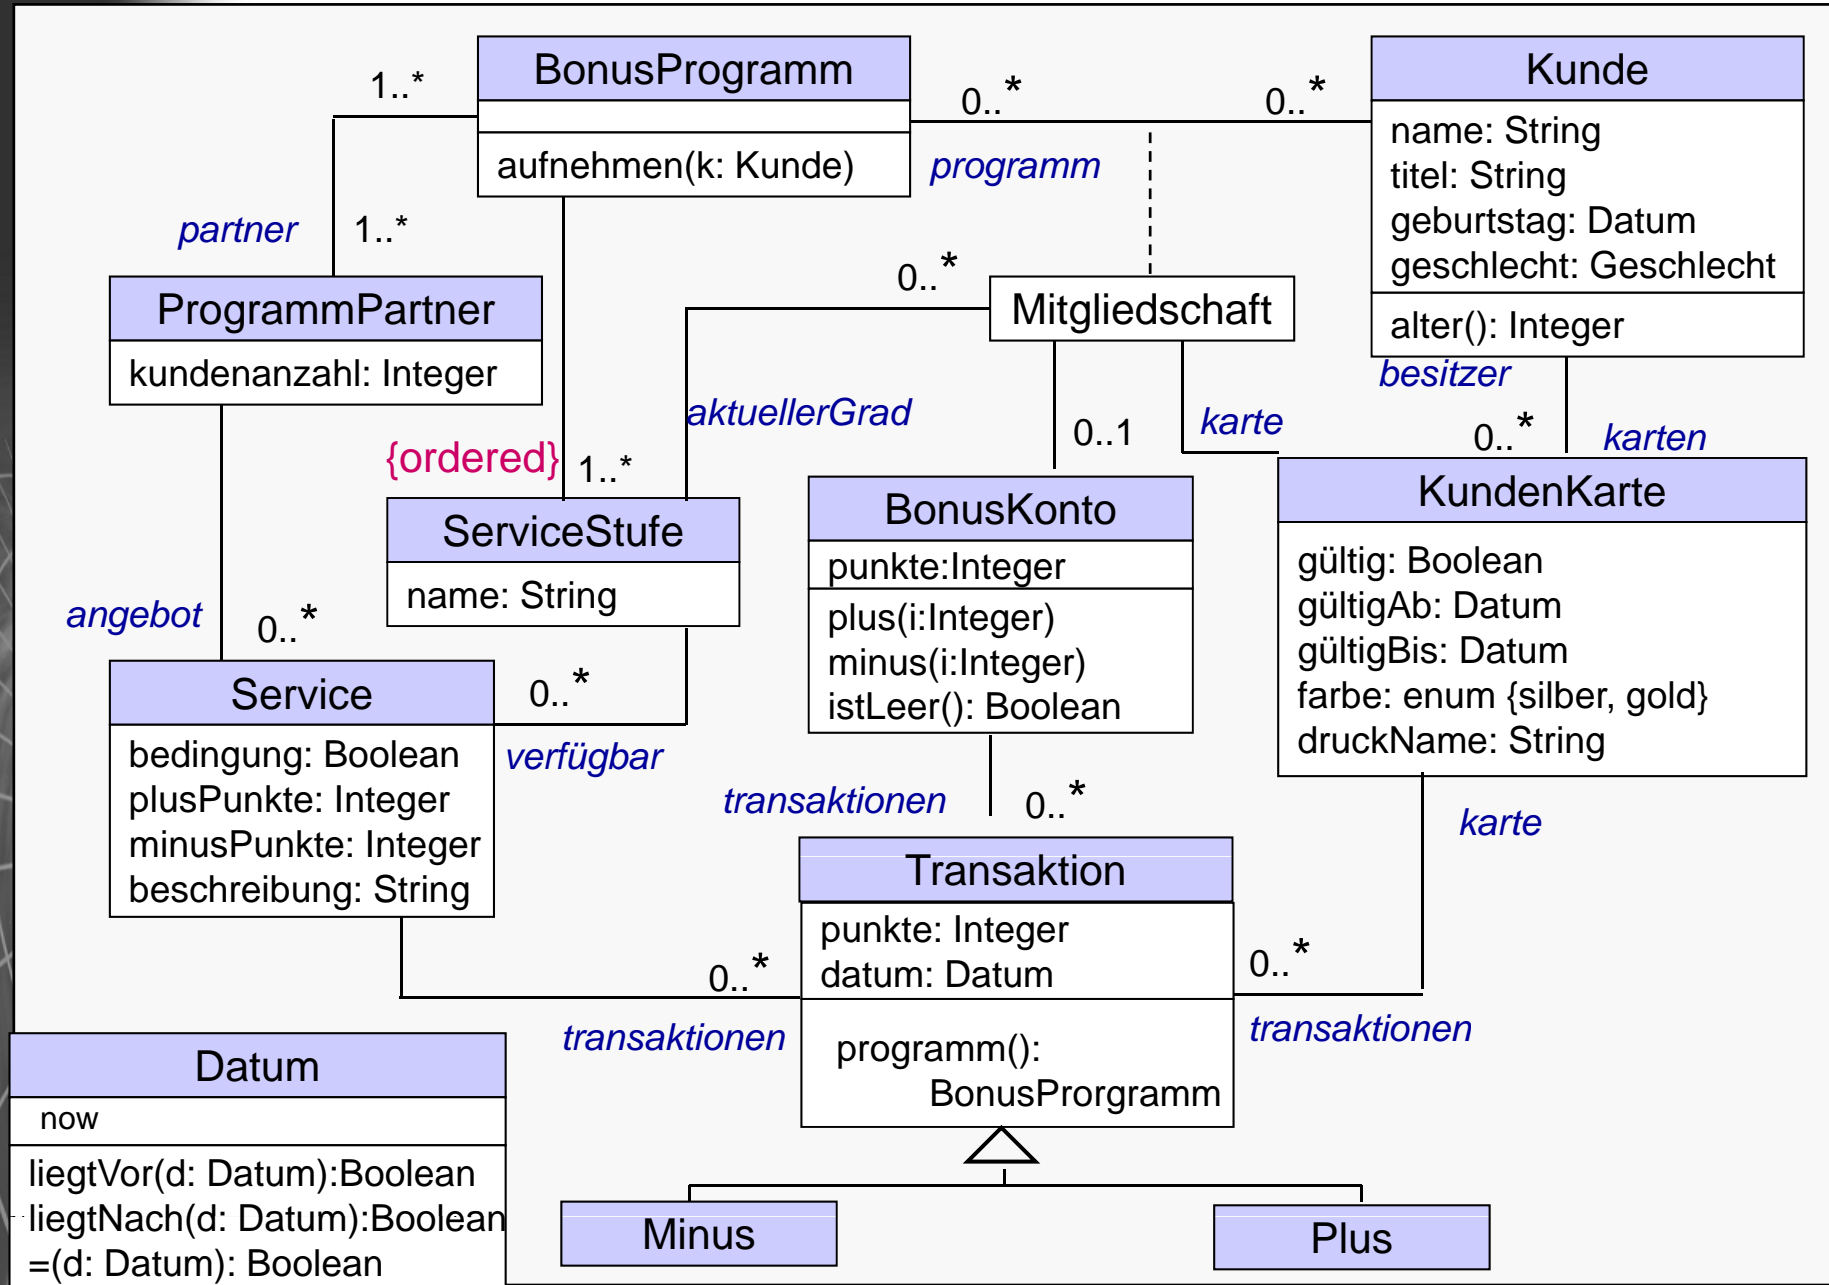 BonusProgramm
aufnehmen(k: Kunde)
1..*
0..*
0..*
programm
Kunde
name: String
titel: String
geburtstag: Datum
geschlecht: Geschlecht
alter(): Integer
partner
1..*
ProgrammPartner
kundenanzahl: Integer
0..*
Mitgliedschaft
besitzer
aktuellerGrad
0..1
karte
0..*
karten
{ordered}
1..*
ServiceStufe
name: String
BonusKonto
punkte:Integer
plus(i:Integer)
minus(i:Integer)
istLeer(): Boolean
KundenKarte
gültig: Boolean
gültigAb: Datum
gültigBis: Datum
farbe: enum {silber, gold}
druckName: String
angebot
0..*
Service
bedingung: Boolean
plusPunkte: Integer
minusPunkte: Integer
beschreibung: String
0..*
verfügbar
transaktionen
0..*
karte
Transaktion
punkte: Integer
datum: Datum
programm():
BonusProrgramm
0..*
transaktionen
0..*
transaktionen
Datum
now
liegtVor(d: Datum):Boolean
liegtNach(d: Datum):Boolean
=(d: Datum): Boolean
Minus
Plus